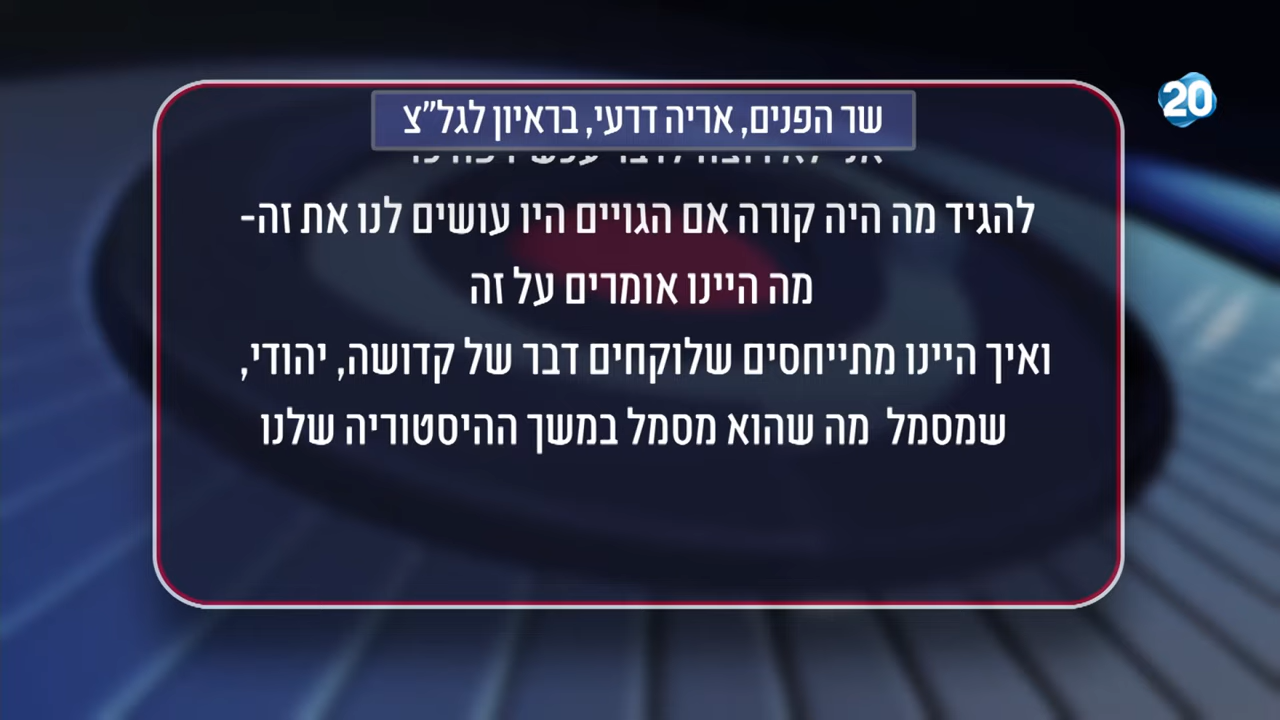 20
שר הפנים, אריה דרעי, בראיון לגל"צ
להגיד מה היה קורה אם הגויים היו עושים לנו את זה-
מה היינו אומרים על זה
ואיך היינו מתייחסים שלוקחים דבר של קדושה, יהודי,
שמסמל מה שהוא מסמל במשך ההיסטוריה שלנו